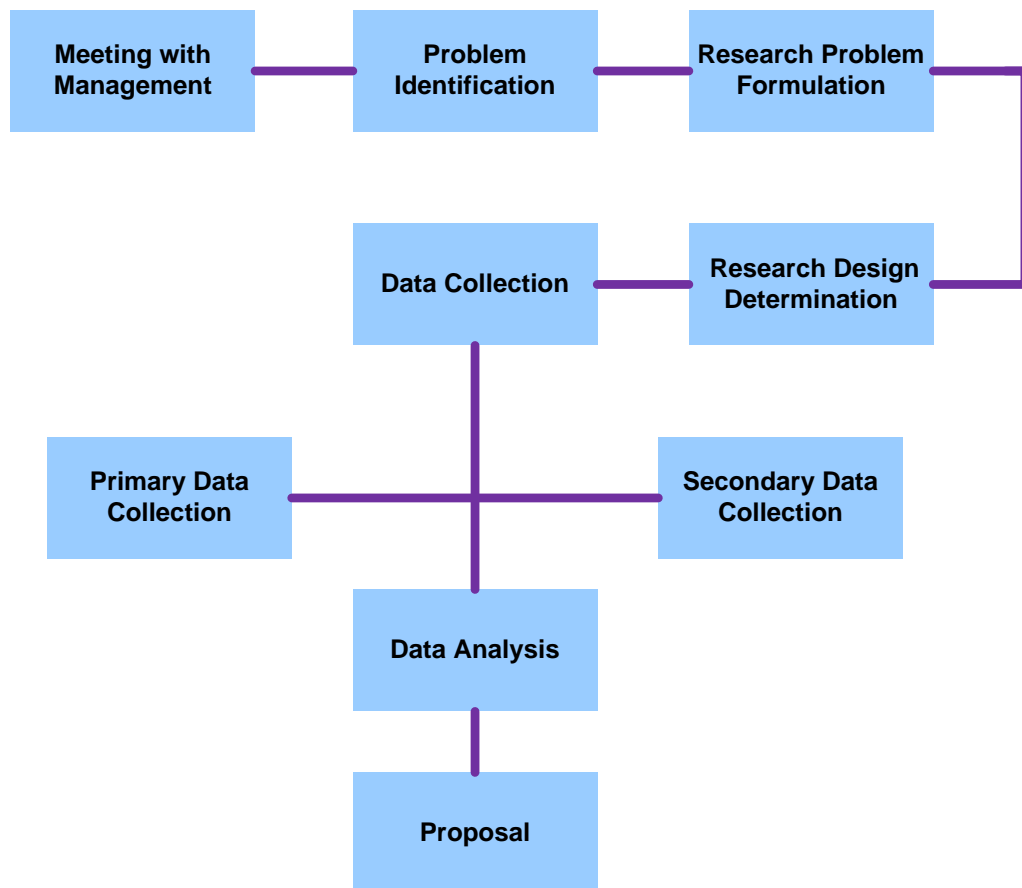 Meeting with
Management
Problem
Identification
Research Problem
Formulation
Data Collection
Research Design
Determination
Primary Data
Collection
Secondary Data
Collection
Data Analysis
Proposal